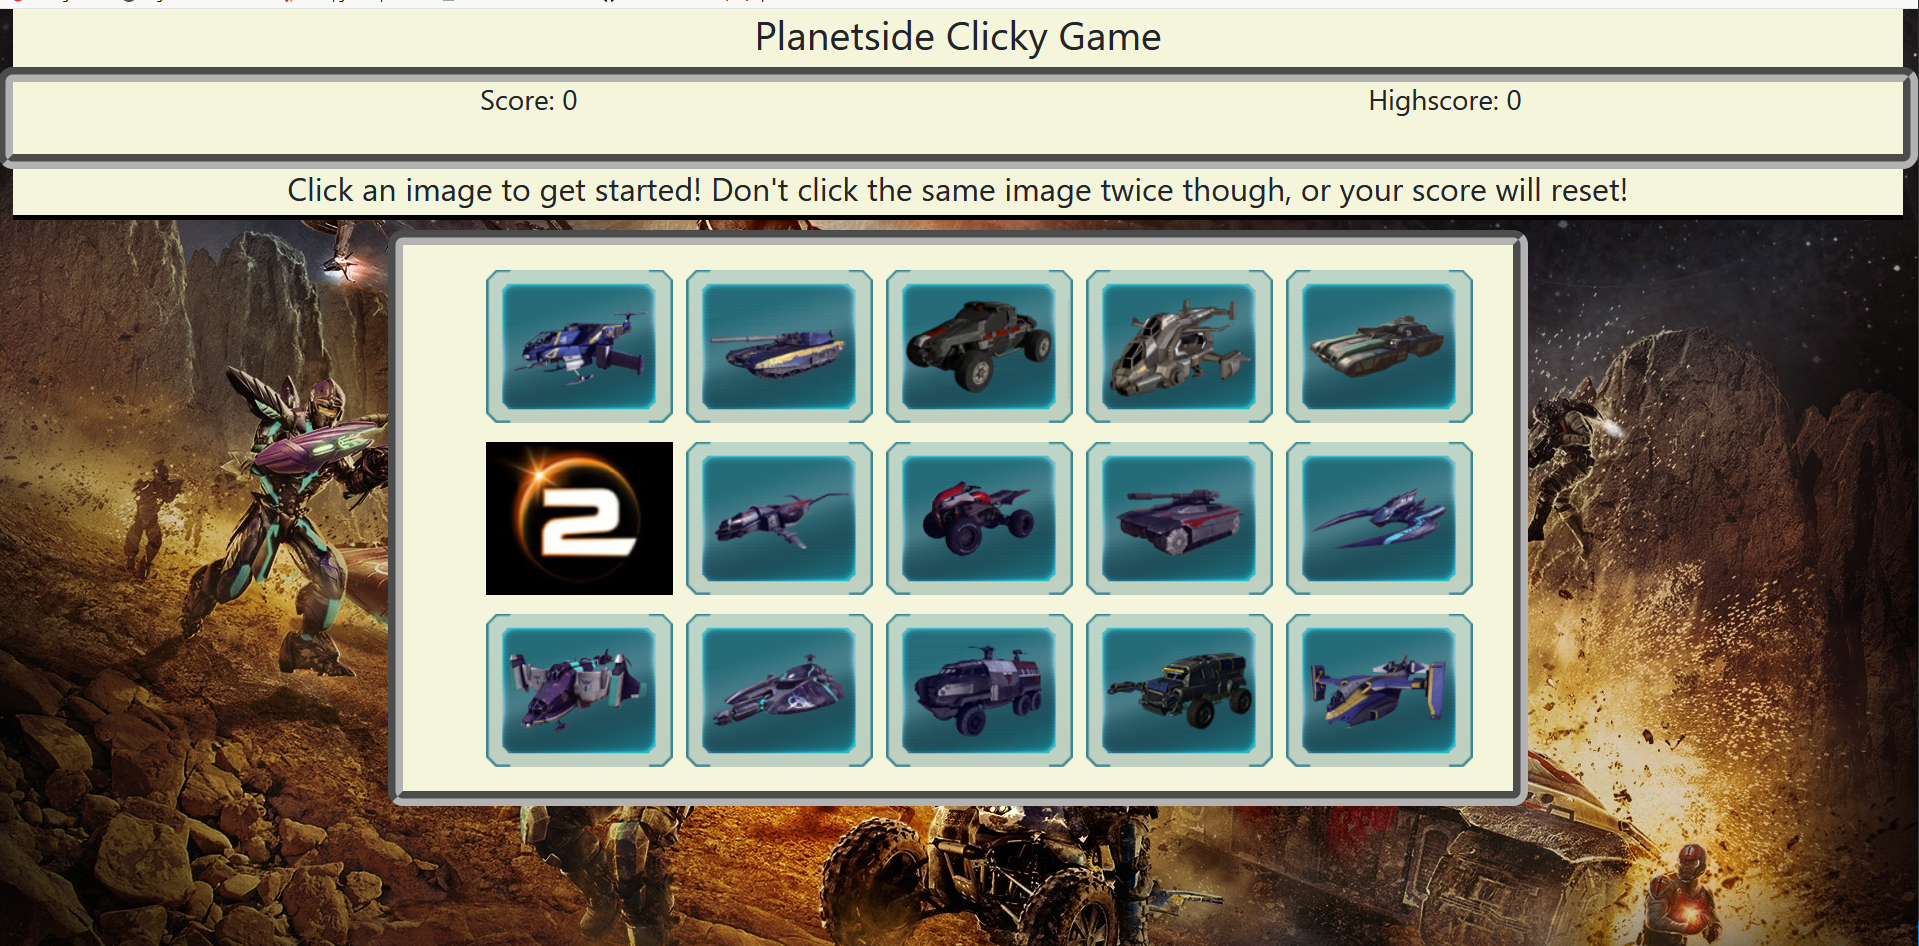 Planetside Clicky Game
Score: 0
Highscore: 0
Click an image to get started! Don't click the same image twice though, or your score will reset!
2